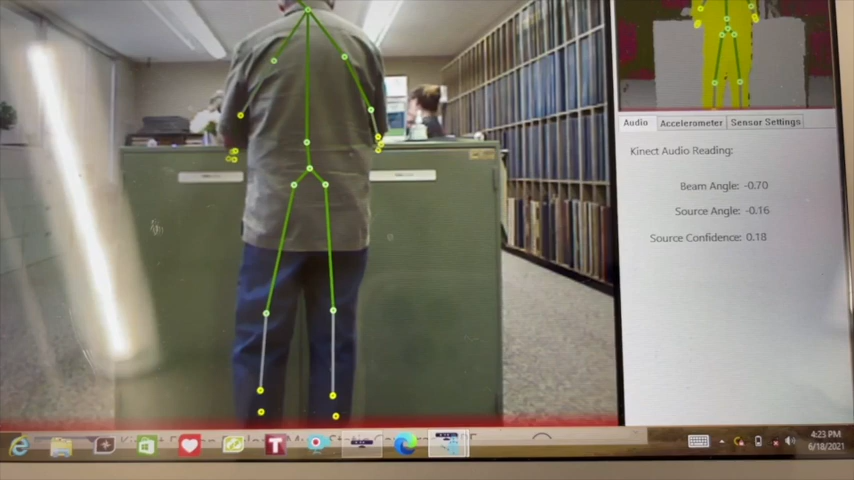 Audio
Accelerometer
Sensor Settings
Kinect Audio Reading:
Beam Angle: -0.70
Source Angle: -0.16
Source Confidence: 0.18
T
4:23 PM
6/18/2021